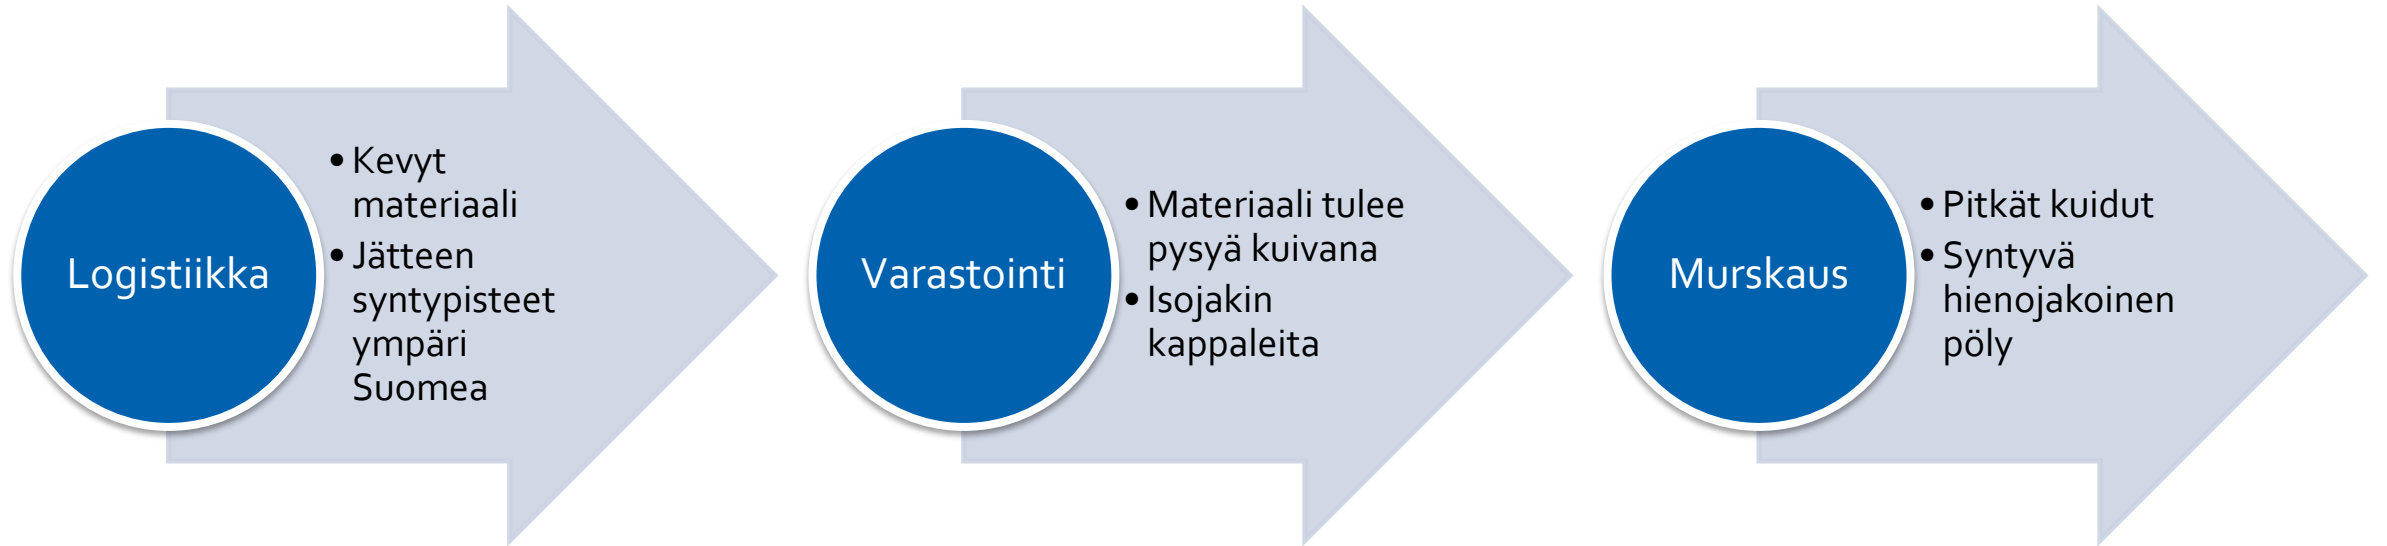 Logistiikka
• Kevyt
materiaali
• Jätteen
syntypisteet
ympäri
Suomea
Varastointi
• Materiaali tulee
pysyä kuivana
• Isojakin
kappaleita
Murskaus
• Pitkät kuidut
• Syntyvä
hienojakoinen
pöly